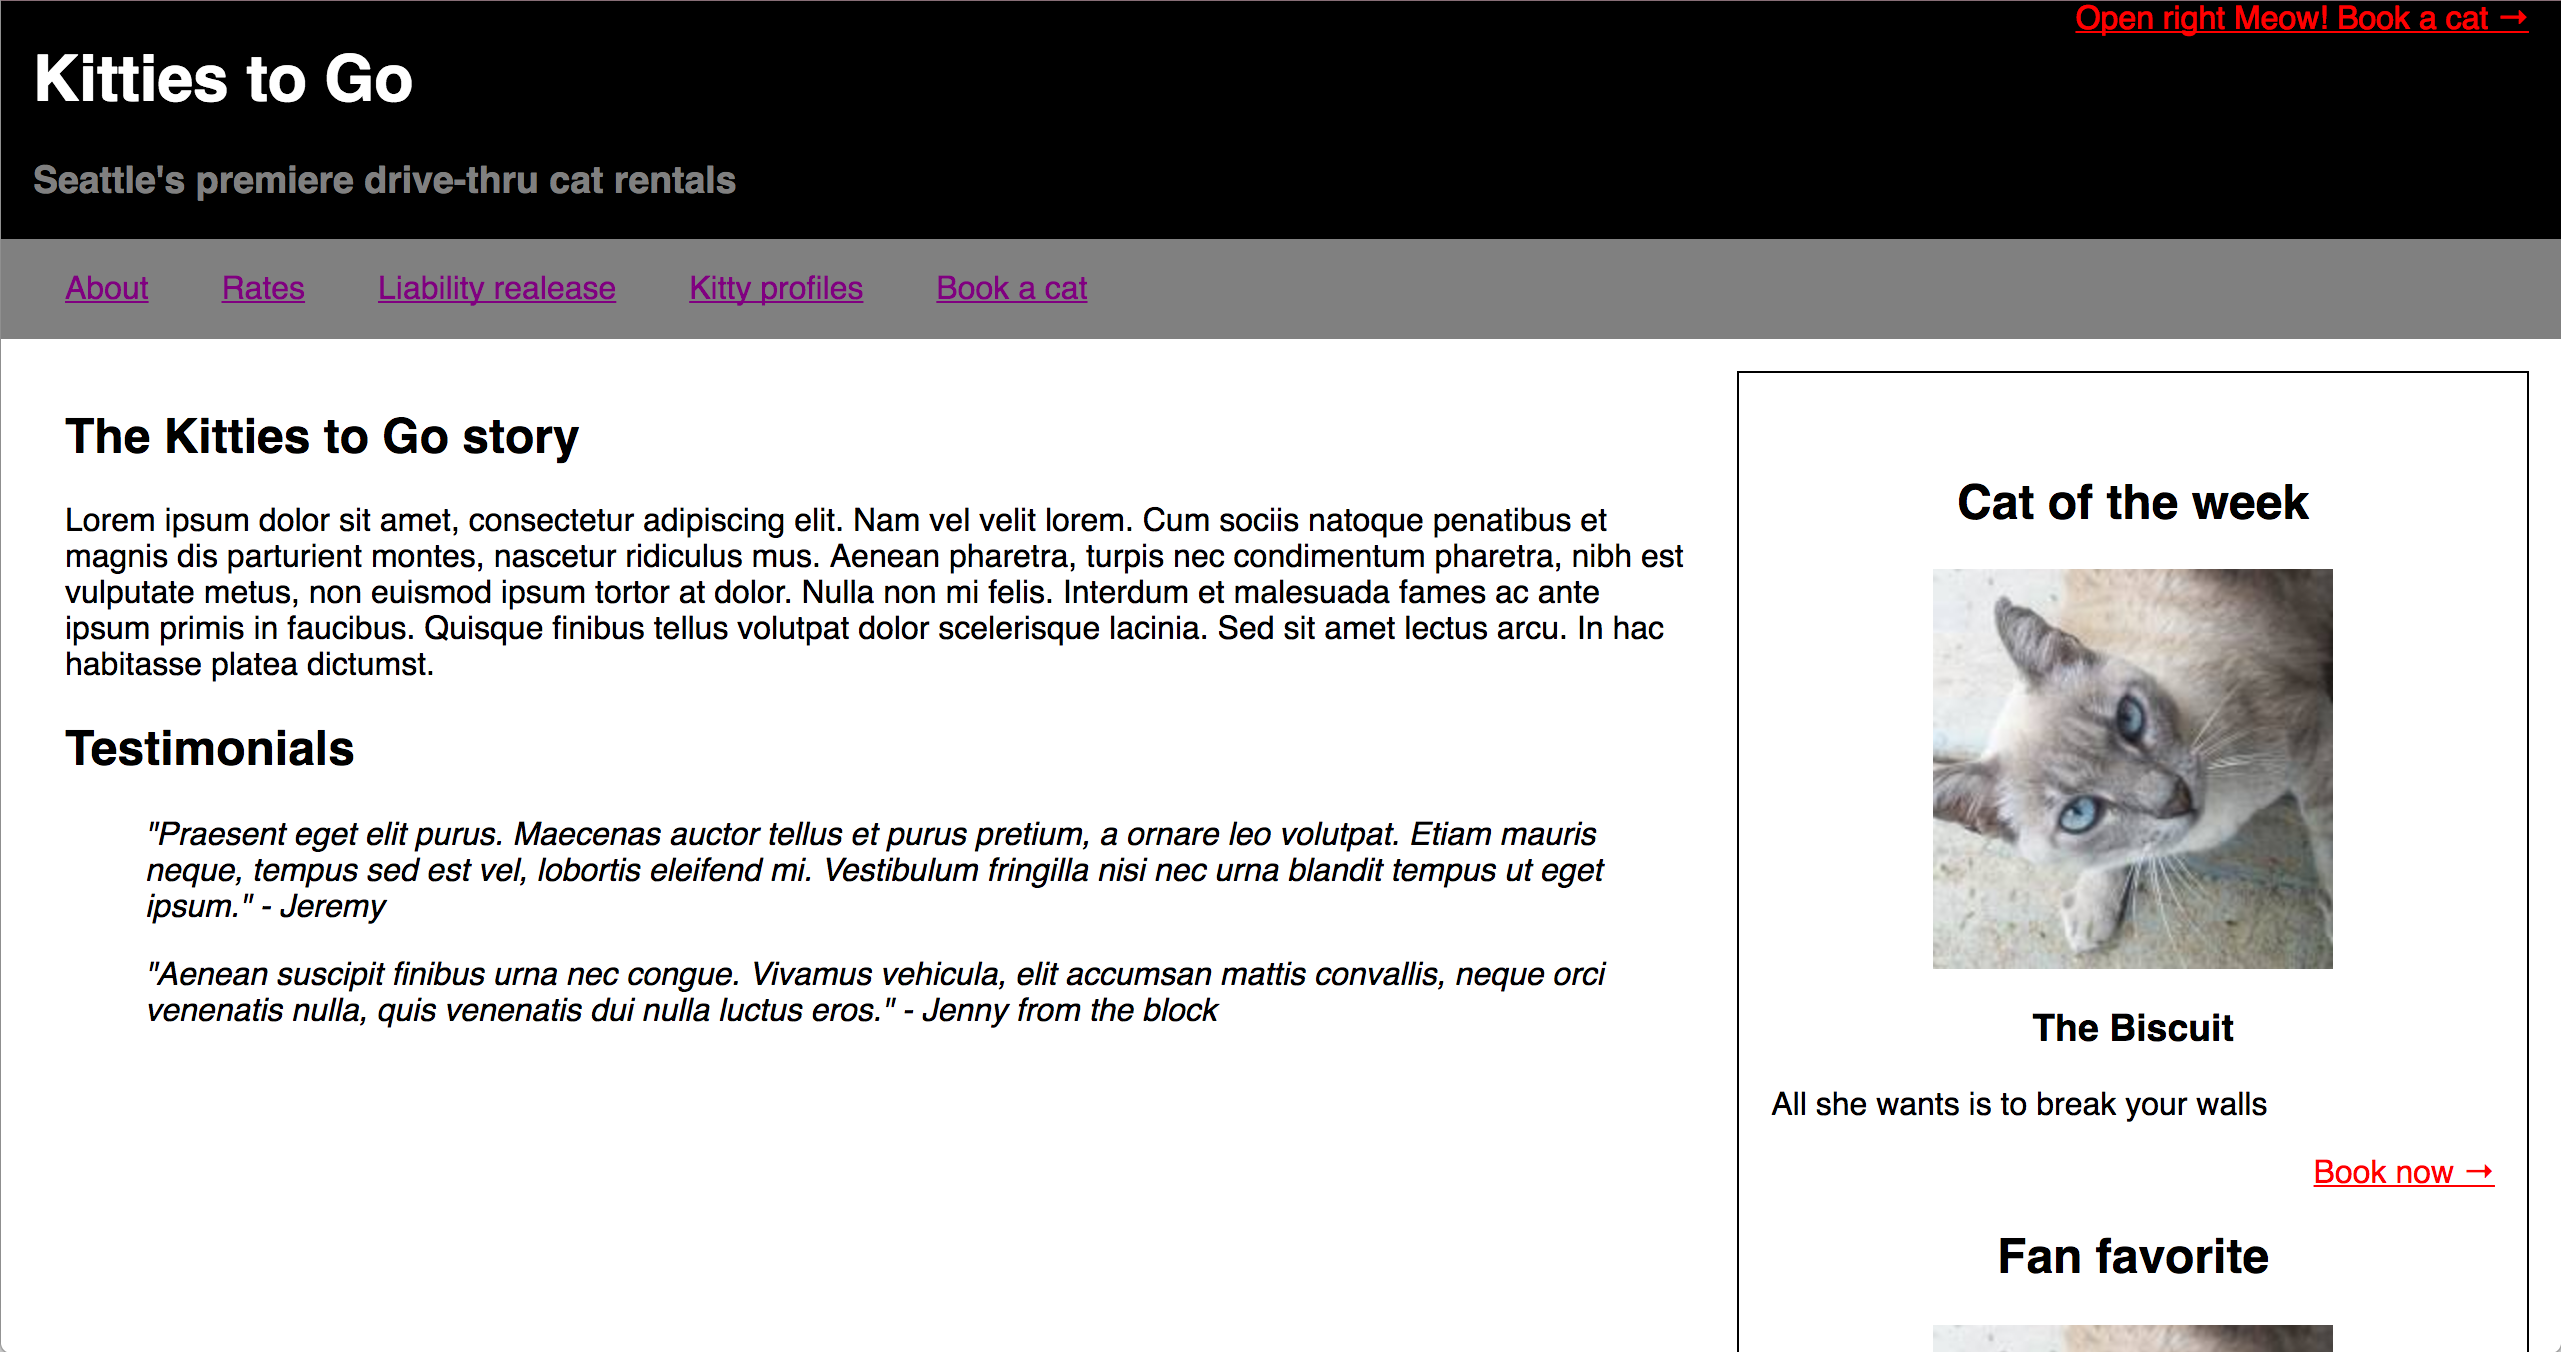 Open right Meow! Book a cat →
Kitties to Go
Seattle's premiere drive-thru cat rentals
About Rates Liability realease Kitty profiles Book a cat
The Kitties to Go story
Lorem ipsum dolor sit amet, consectetur adipiscing elit. Nam vel velit lorem. Cum sociis natoque penatibus et
magnis dis parturient montes, nascetur ridiculus mus. Aenean pharetra, turpis nec condimentum pharetra, nibh est
vulputate metus, non euismod ipsum tortor at dolor. Nulla non mi felis. Interdum et malesuada fames ac ante
ipsum primis in faucibus. Quisque finibus tellus volutpat dolor scelerisque lacinia. Sed sit amet lectus arcu. In hac
habitasse platea dictumst.
Testimonials
"Praesent eget elit purus. Maecenas auctor tellus et purus pretium, a ornare leo volutpat. Etiam mauris
neque, tempus sed est vel, lobortis eleifend mi. Vestibulum fringilla nisi nec urna blandit tempus ut eget
ipsum." - Jeremy
"Aenean suscipit finibus urna nec congue. Vivamus vehicula, elit accumsan mattis convallis, neque orci
venenatis nulla, quis venenatis dui nulla luctus eros." - Jenny from the block
Cat of the week
The Biscuit
All she wants is to break your walls
Book now →
Fan favorite